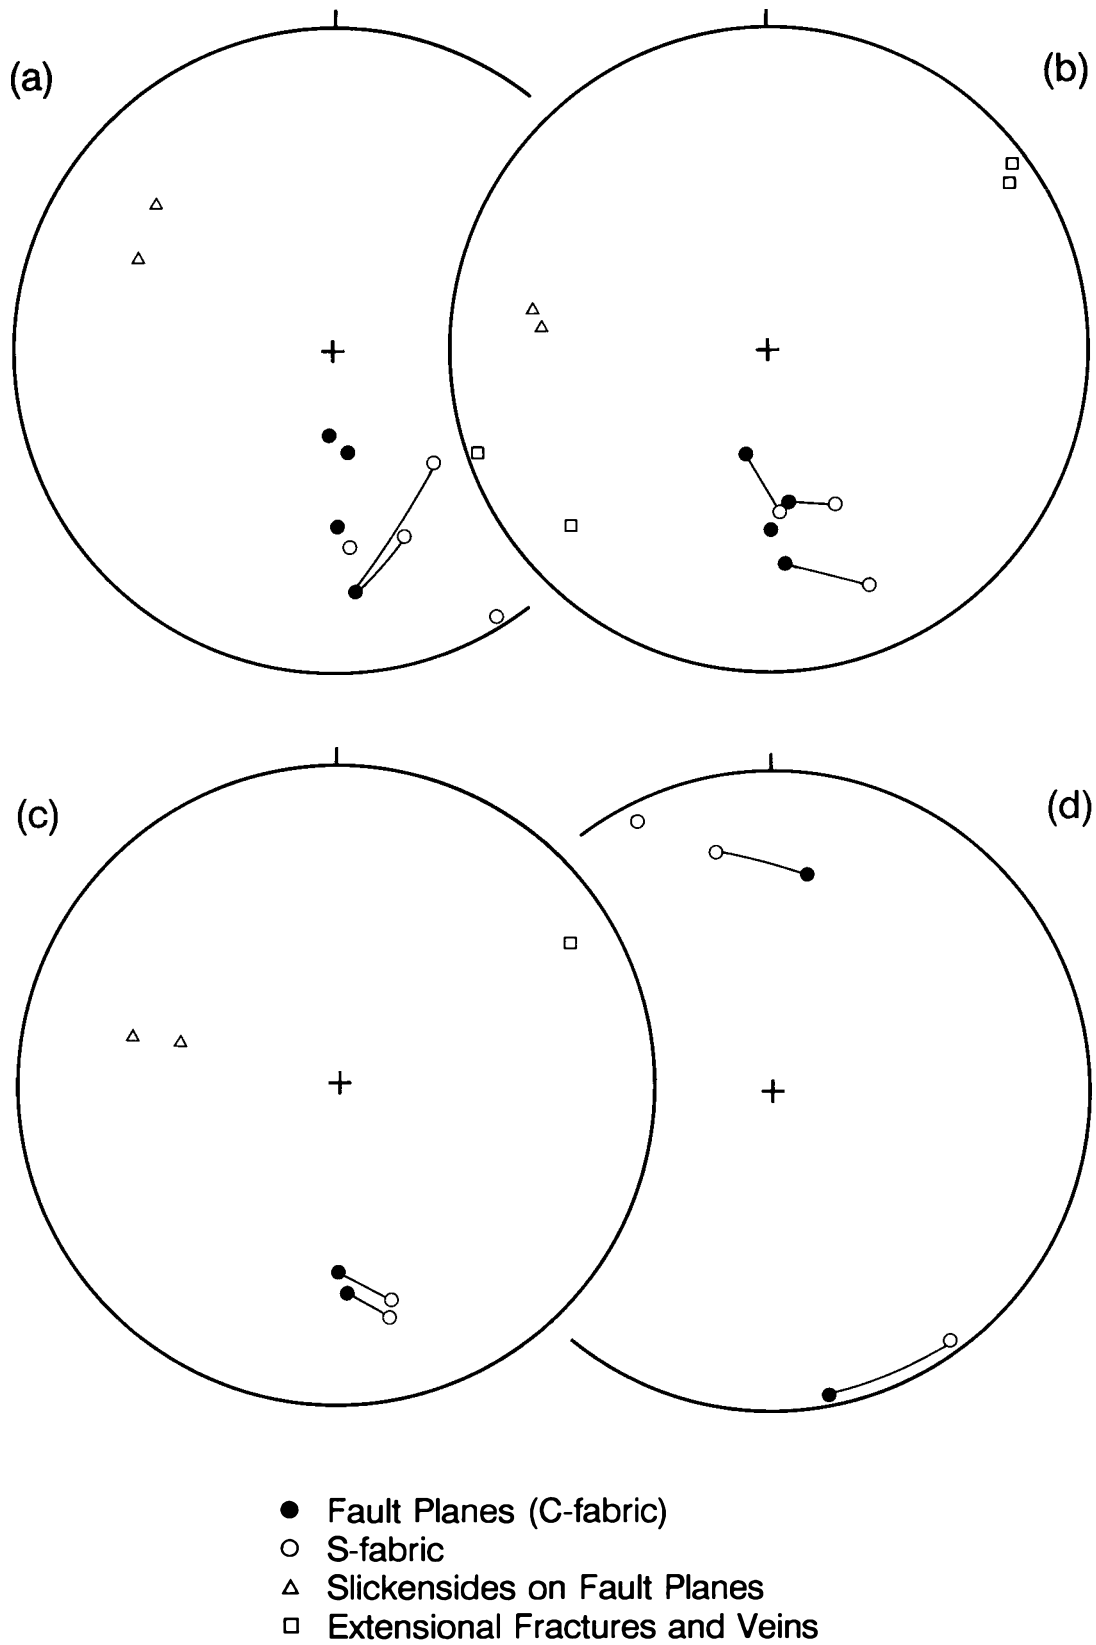 (a)
(b)
(c)
(d)
Fault Planes (C-fabric)
S-fabric
Slickensides on Fault Planes
Extensional Fractures and Veins